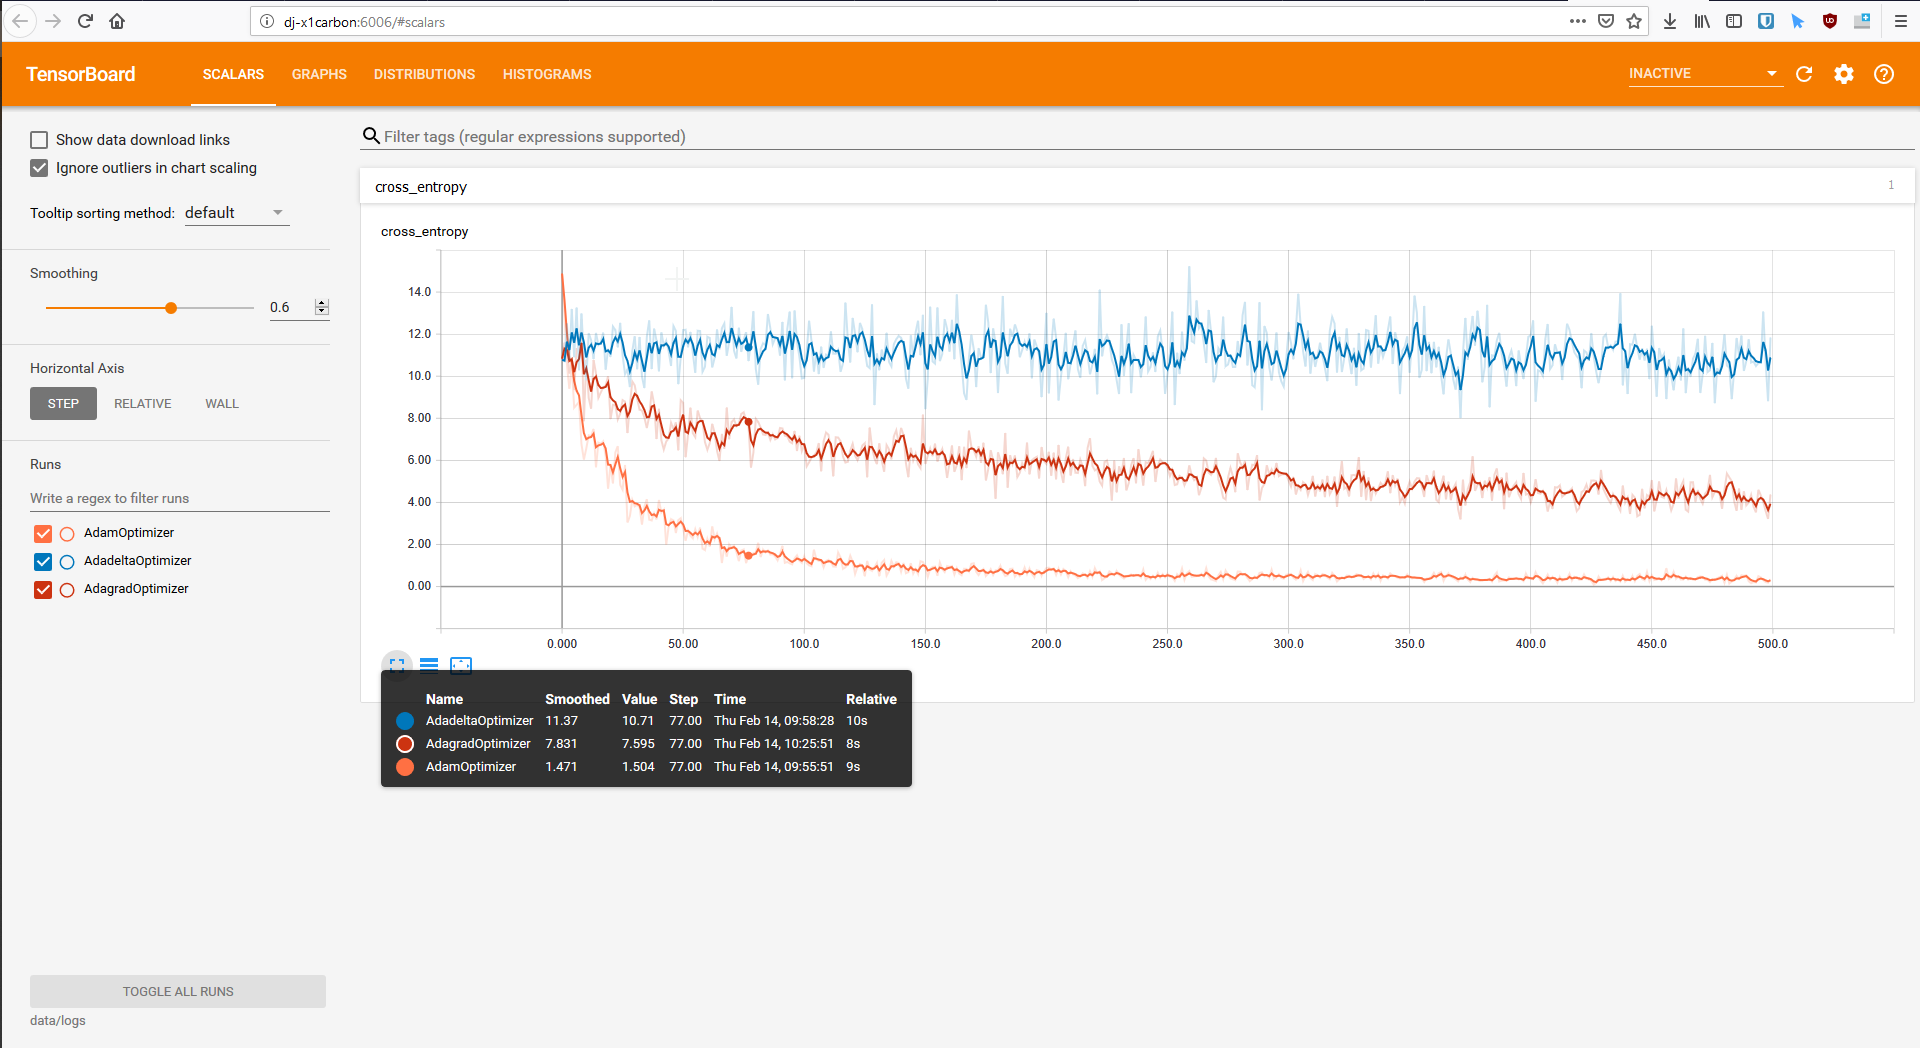 dj-x1carbon:6006/#scalars
TensorBoard SCALARS GRAPHS DISTRIBUTIONS HISTOGRAMS INACTIVE
Show data download links
Ignore outliers in chart scaling
Tooltip sorting method: default
Smoothing
0.6
Horizontal Axis
STEP RELATIVE WALL
Runs
Write a regex to filter runs
AdamOptimizer
AdadeltaOptimizer
AdagradOptimizer
TOGGLE ALL RUNS
data/logs
Filter tags (regular expressions supported)
cross_entropy 1
cross_entropy
14.0
12.0
10.0
8.00
6.00
4.00
2.00
0.00
0.000 50.00 100.0 150.0 200.0 250.0 300.0 350.0 400.0 450.0 500.0
Name Smoothed Value Step Time Relative
AdadeltaOptimizer 11.37 10.71 77.00 Thu Feb 14, 09:58:28 10s
AdagradOptimizer 7.831 7.595 77.00 Thu Feb 14, 10:25:51 8s
AdamOptimizer 1.471 1.504 77.00 Thu Feb 14, 09:55:51 9s